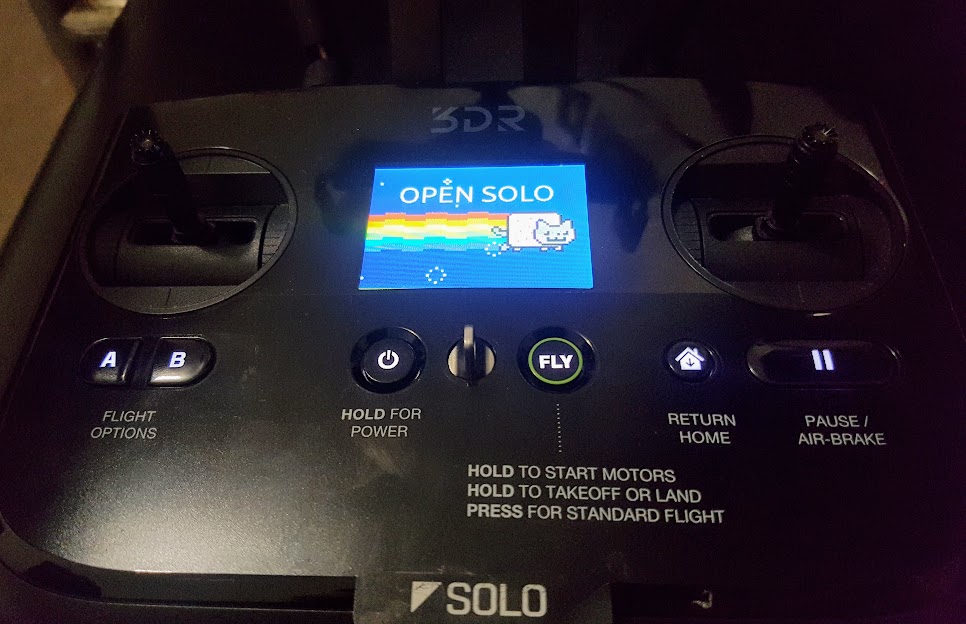 3DR
OPEN SOLO
A B
FLY
FLIGHT
OPTIONS
HOLD FOR
POWER
RETURN
HOME
PAUSE /
AIR-BRAKE
HOLD TO START MOTORS
HOLD TO TAKEOFF OR LAND
PRESS FOR STANDARD FLIGHT
SOLO